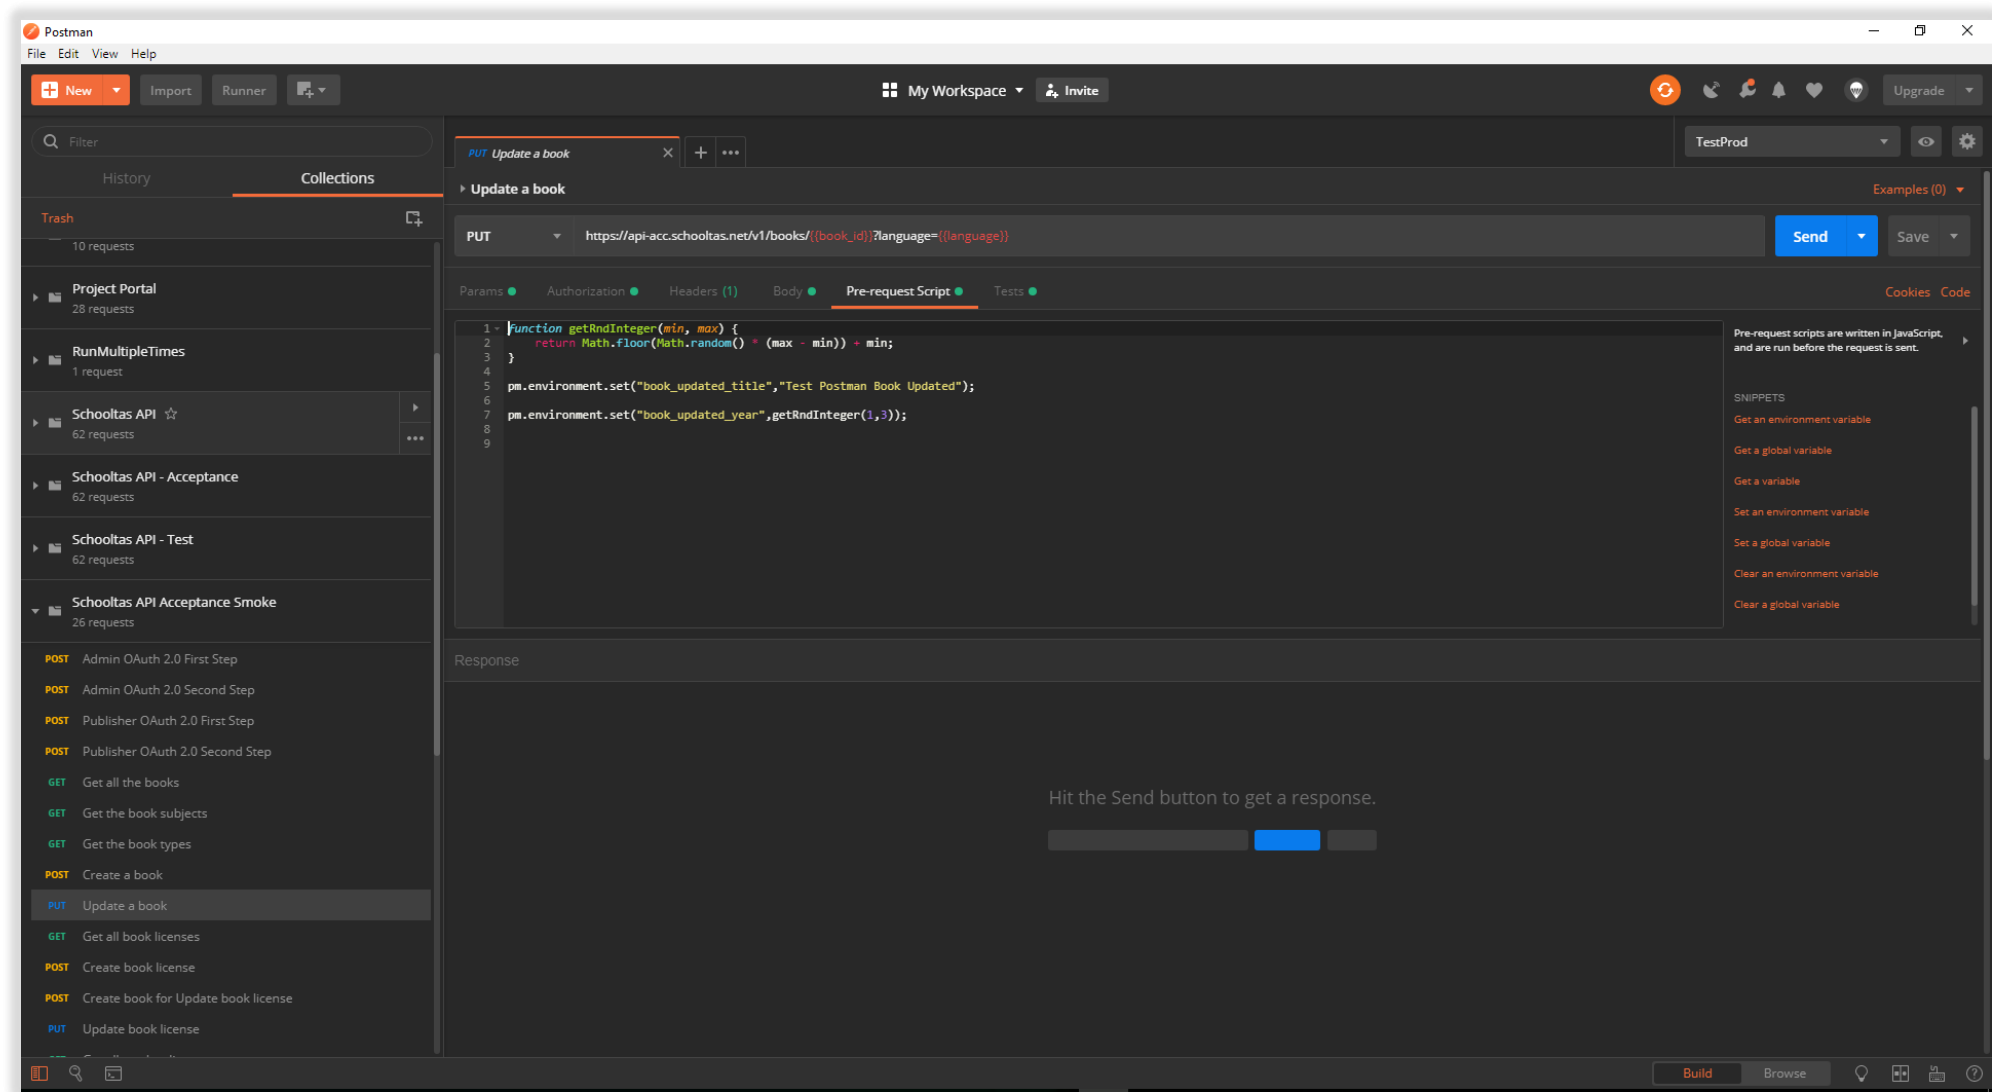 Postman
File Edit View Help
New
Import
Runner
My Workspace
Invite
Upgrade
Filter
History
Collections
Trash
10 requests
Project Portal
28 requests
RunMultipleTimes
1 request
Schooltas API
62 requests
Schooltas API - Acceptance
62 requests
Schooltas API - Test
62 requests
Schooltas API Acceptance Smoke
26 requests
POST Admin OAuth 2.0 First Step
POST Admin OAuth 2.0 Second Step
POST Publisher OAuth 2.0 First Step
POST Publisher OAuth 2.0 Second Step
GET Get all the books
GET Get the book subjects
GET Get the book types
POST Create a book
PUT Update a book
GET Get all book licenses
POST Create book license
POST Create book for Update book license
PUT Update book license
PUT Update a book
TestProd
Update a book
Examples (0)
PUT
https://api-acc.schooltas.net/v1/books/{{book_id}}?language={{language}}
Send
Save
Params
Authorization
Headers (1)
Body
Pre-request Script
Tests
Cookies
Code
1 function getRndInteger(min, max) {
2 return Math.floor(Math.random() * (max - min)) + min;
3 }
4
5 pm.environment.set("book_updated_title","Test Postman Book Updated");
6
7 pm.environment.set("book_updated_year",getRndInteger(1,3));
8
9
Pre-request scripts are written in JavaScript,
and are run before the request is sent.
SNIPPETS
Get an environment variable
Get a global variable
Get a variable
Set an environment variable
Set a global variable
Clear an environment variable
Clear a global variable
Response
Hit the Send button to get a response.
Build
Browse